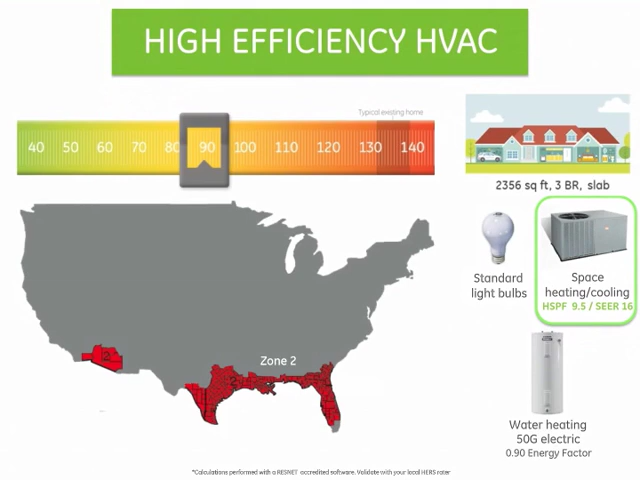 HIGH EFFICIENCY HVAC
Typical existing home
40 50 60 70 80 90 100 110 120 130 140
2356 sq ft, 3 BR, slab
Standard
light bulbs
Space
heating/cooling
HSPF 9.5 / SEER 16
Zone 2
2
2
Water heating
50G electric
0.90 Energy Factor
*Calculations performed with a RESNET accredited software. Validate with your local HERS rater